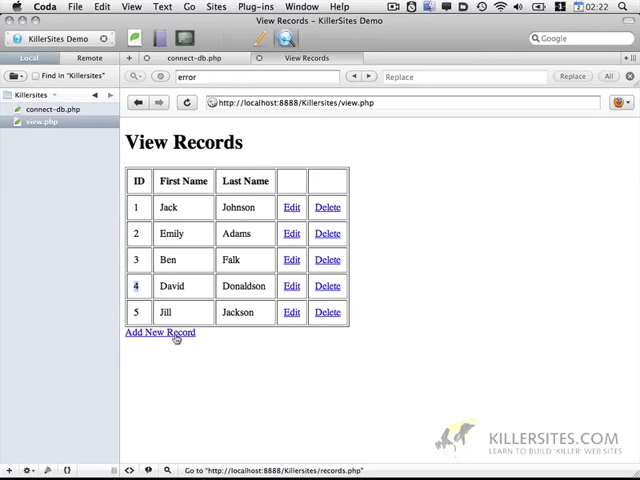 Coda File Edit View Text Go Sites Plug-ins Window Help 02:22
View Records – KillerSites Demo
KillerSites Demo
Google
Local Remote connect-db.php View Records
Find in "Killersites" error Replace Replace All
Killersites http://localhost:8888/Killersites/view.php
connect-db.php
view.php
View Records
ID First Name Last Name
1 Jack Johnson Edit Delete
2 Emily Adams Edit Delete
3 Ben Falk Edit Delete
4 David Donaldson Edit Delete
5 Jill Jackson Edit Delete
Add New Record
KILLERSITES.COM
LEARN TO BUILD 'KILLER' WEB SITES
Go to "http://localhost:8888/Killersites/records.php"